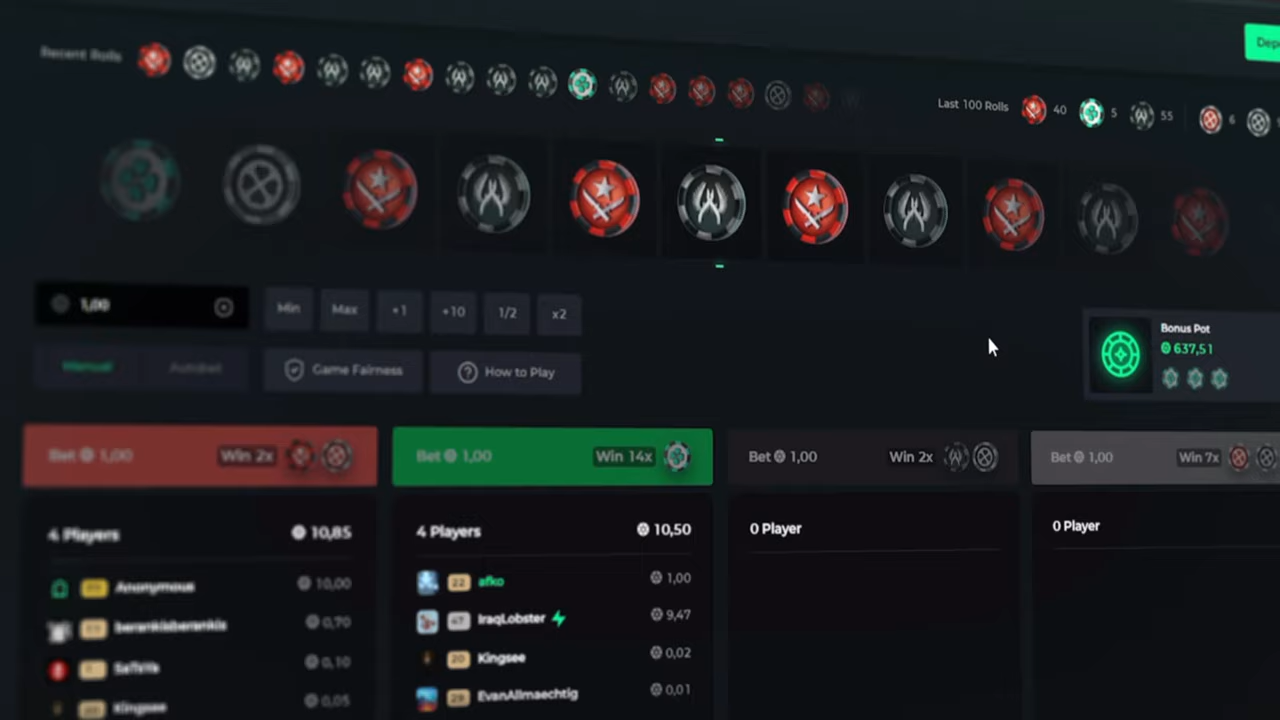 Recent Rolls
Dep
Last 100 Rolls 40 5 55 6
1,00 Min Max +1 +10 1/2 x2
Manual Autobet Game Fairness How to Play
Bonus Pot
637,51
Bet 1,00 Win 2x
4 Players 10,85
Anonymous 10,00
0,70
0,10
Kingsee 0,05
Bet 1,00 Win 14x
4 Players 10,50
22 afko 1,00
IraqLobster 9,47
20 Kingsee 0,02
28 EvanAllmaechtig 0,01
Bet 1,00 Win 2x
0 Player
Bet 1,00 Win 7x
0 Player